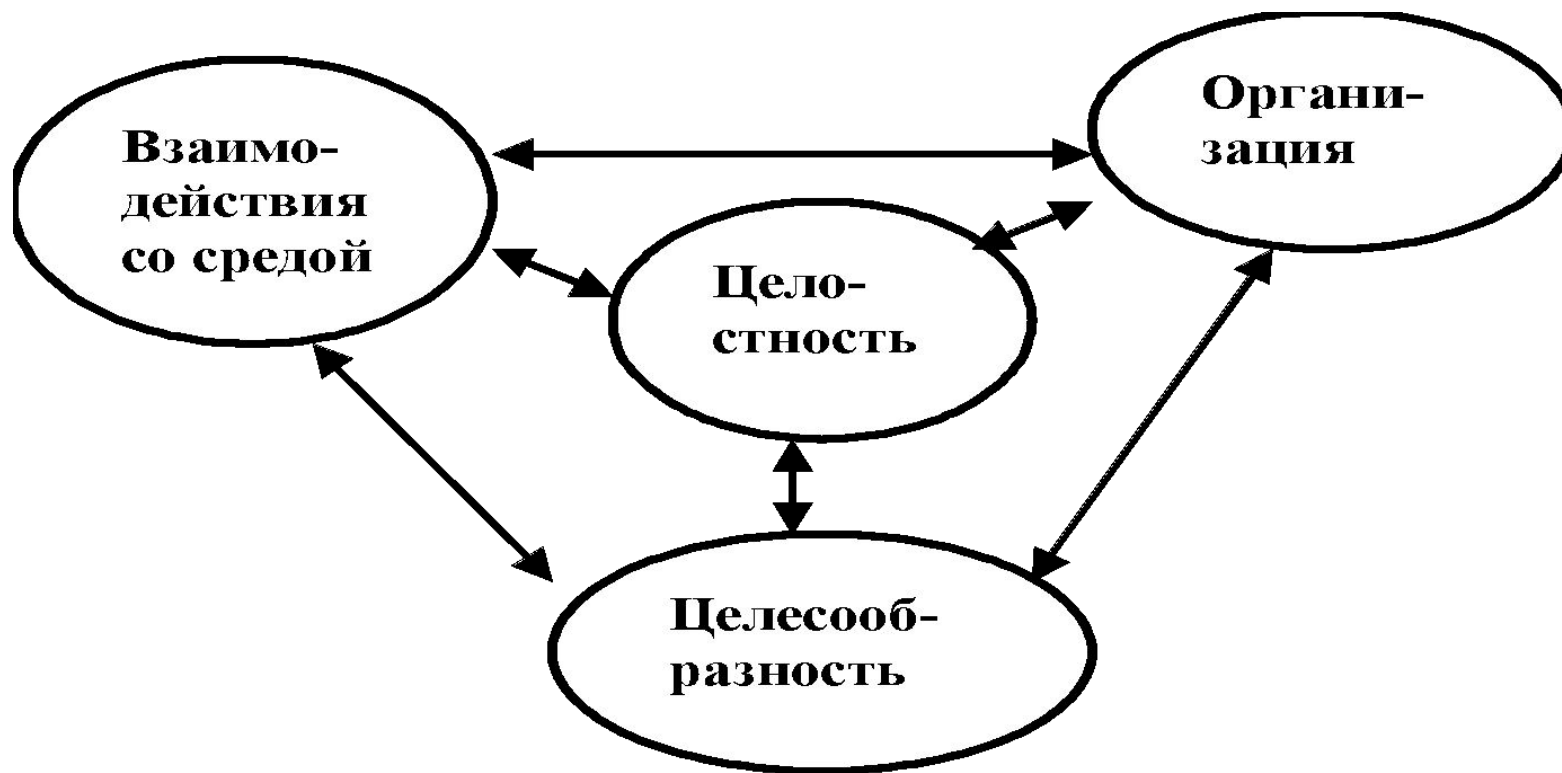 Взаимо-
действия
со средой
Органи-
зация
Цело-
стность
Целесооб-
разность